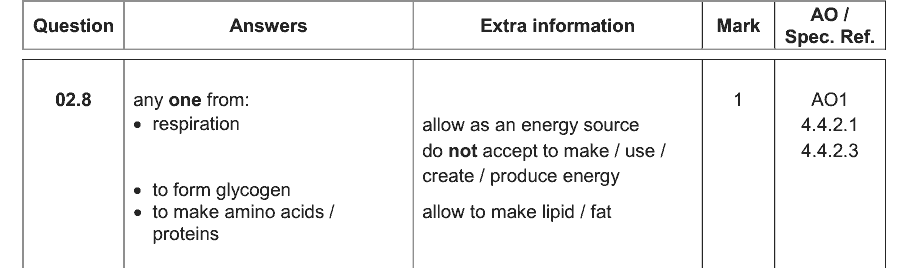 Question Answers Extra information Mark AO /
Spec. Ref.
02.8 any one from: 1 AO1
• respiration allow as an energy source 4.4.2.1
do not accept to make / use / 4.4.2.3
create / produce energy
• to form glycogen
• to make amino acids / allow to make lipid / fat
proteins